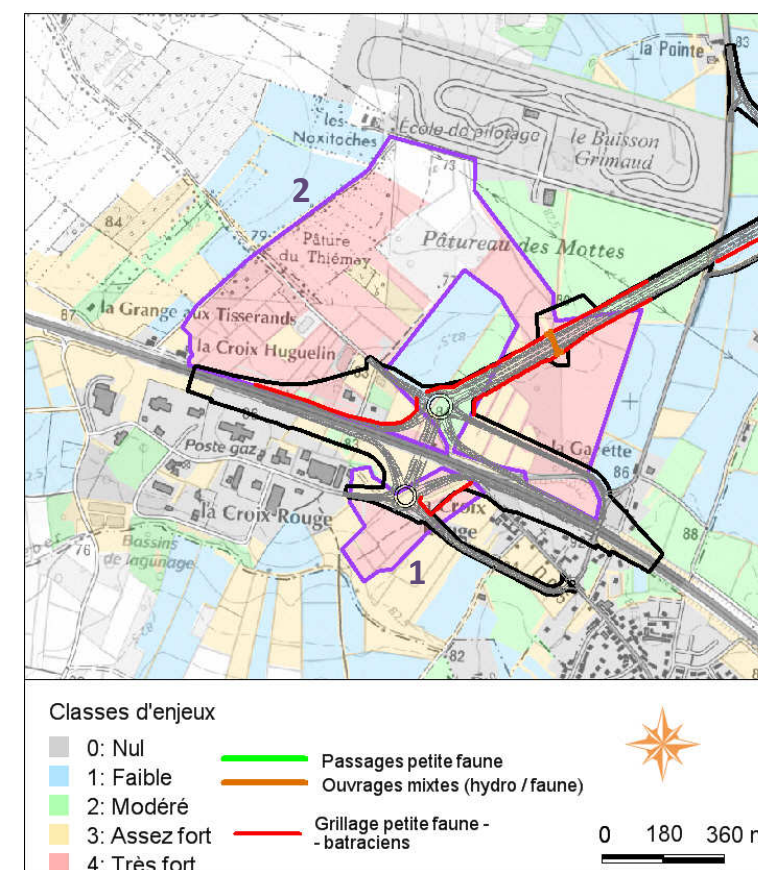 la Pointe
83
les
Noxitoches
École de pilotage
le Buisson
Grimaud
73
2
84
79
Pâture
du Thiémay
Pâtureau des Mottes
77
87
la Grange aux Tisserands
la Croix Huguelin
Poste gaz
83
la Gavette
86
la Croix Rouge
Croix
76
Bassins
de lagunage
88
1
82
Classes d'enjeux
0: Nul
1: Faible
2: Modéré
3: Assez fort
4: Très fort
Passages petite faune
Ouvrages mixtes (hydro / faune)
Grillage petite faune -
- batraciens
0 180 360 m